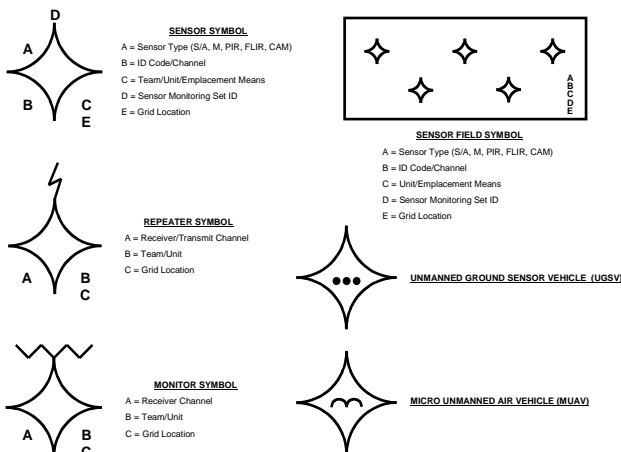 D
A
B
C
E
SENSOR SYMBOL
A = Sensor Type (S/A, M, PIR, FLIR, CAM)
B = ID Code/Channel
C = Team/Unit/Emplacement Means
D = Sensor Monitoring Set ID
E = Grid Location
A
B
C
D
E
SENSOR FIELD SYMBOL
A = Sensor Type (S/A, M, PIR, FLIR, CAM)
B = ID Code/Channel
C = Unit/Emplacement Means
D = Sensor Monitoring Set ID
E = Grid Location
A
B
C
REPEATER SYMBOL
A = Receiver/Transmit Channel
B = Team/Unit
C = Grid Location
UNMANNED GROUND SENSOR VEHICLE (UGSV)
A
B
C
MONITOR SYMBOL
A = Receiver Channel
B = Team/Unit
C = Grid Location
MICRO UNMANNED AIR VEHICLE (MUAV)